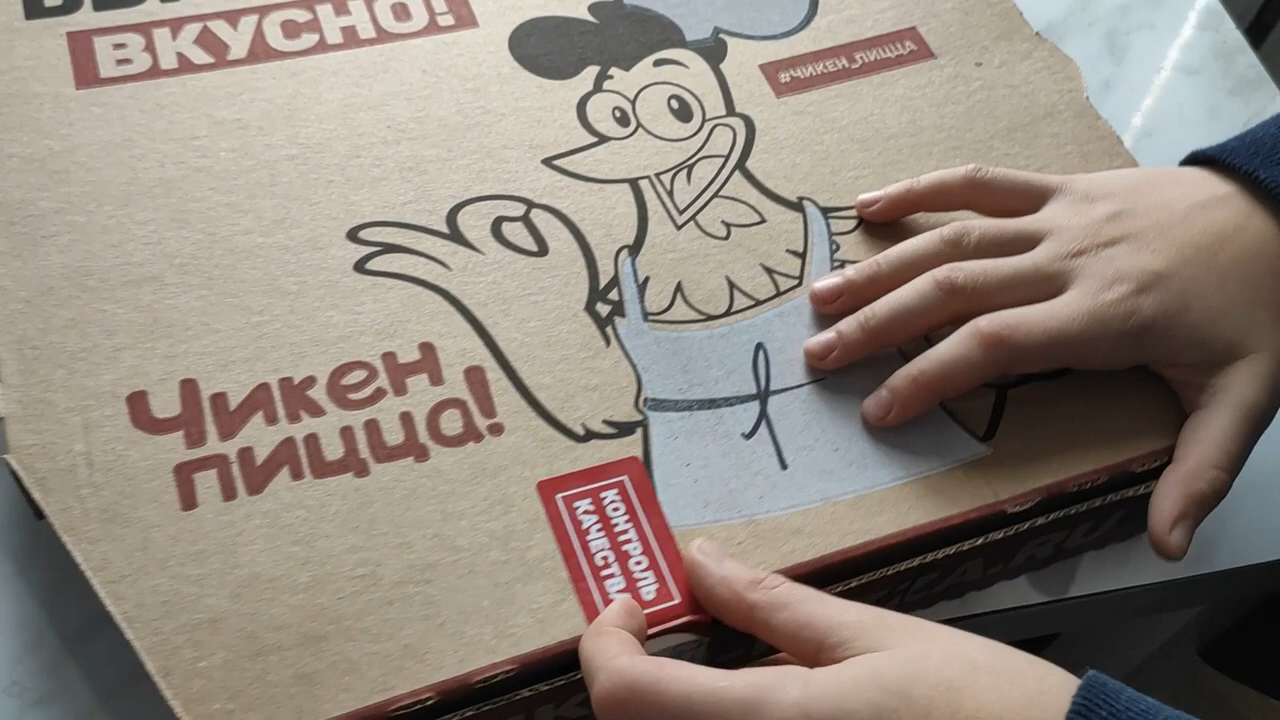 ВКУСНО!
#ЧИКЕН_ПИЦЦА
Чикен
пицца!
КОНТРОЛЬ
КАЧЕСТВА